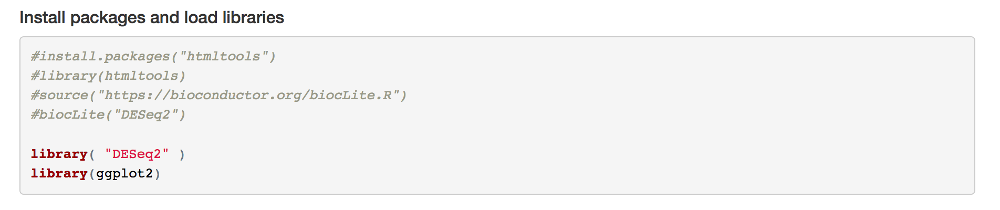 Install packages and load libraries
#install.packages("htmltools")
#library(htmltools)
#source("https://bioconductor.org/biocLite.R")
#biocLite("DESeq2")
library( "DESeq2" )
library(ggplot2)